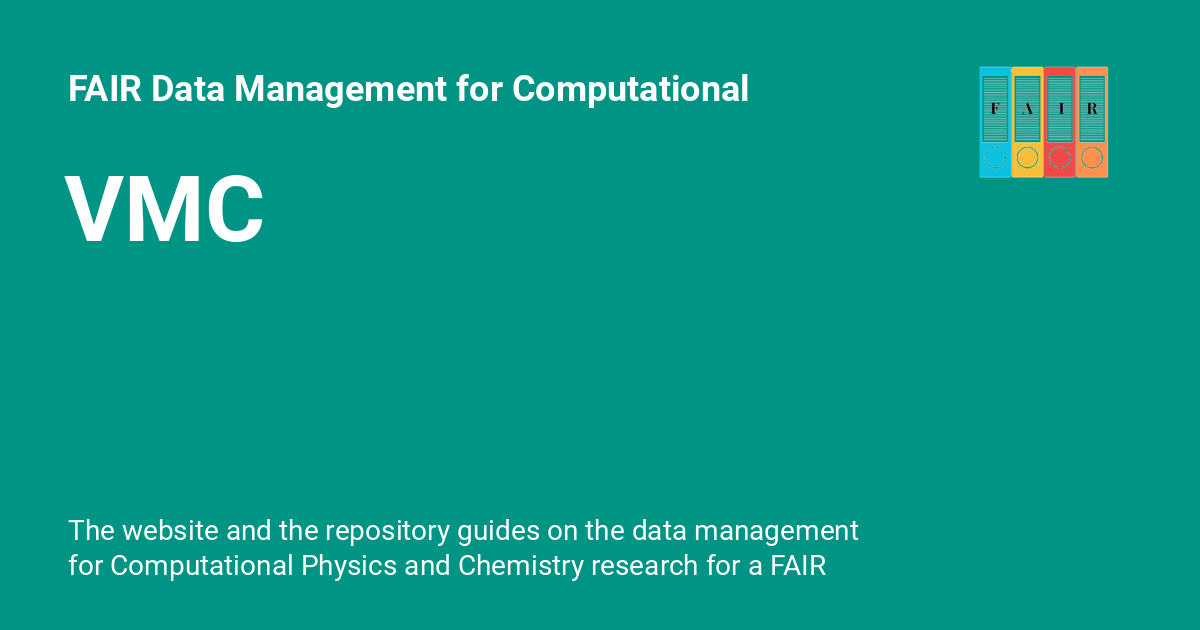 FAIR Data Management for Computational
F A I R
VMC
The website and the repository guides on the data management
for Computational Physics and Chemistry research for a FAIR